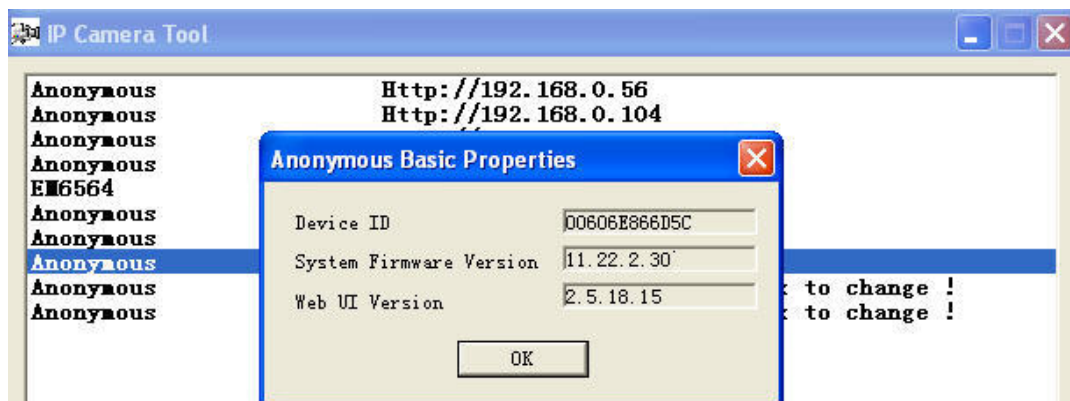 IP Camera Tool
Anonymous Http://192.168.0.56
Anonymous Http://192.168.0.104
Anonymous
Anonymous
EM6564
Anonymous
Anonymous
Anonymous
Anonymous to change !
Anonymous to change !
Anonymous Basic Properties
Device ID 00606E866D5C
System Firmware Version 11.22.2.30
Web UI Version 2.5.18.15
OK